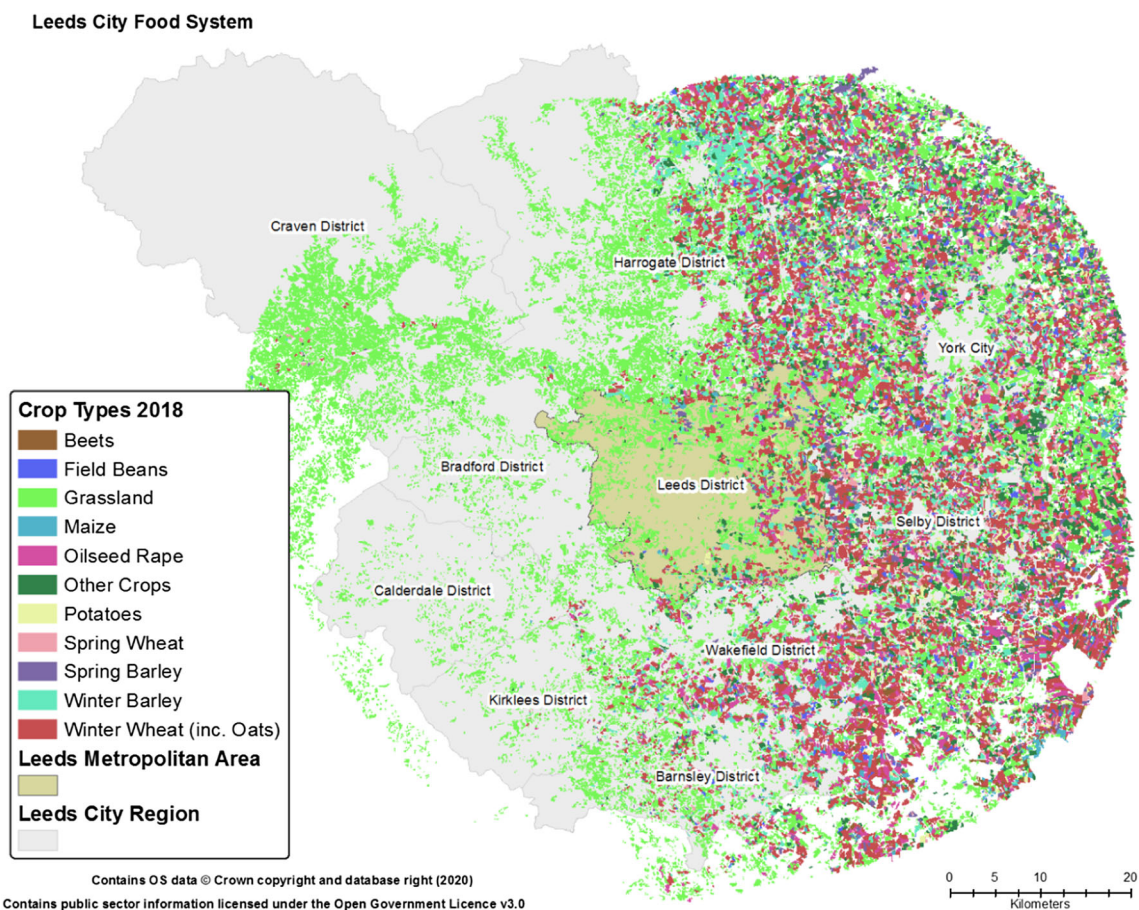 Leeds City Food System
Craven District
Harrogate District
York City
Crop Types 2018
Beets
Field Beans
Grassland
Maize
Oilseed Rape
Other Crops
Potatoes
Spring Wheat
Spring Barley
Winter Barley
Winter Wheat (inc. Oats)
Leeds Metropolitan Area
Leeds City Region
Bradford District
Leeds District
Selby District
Calderdale District
Wakefield District
Kirklees District
Barnsley District
Contains OS data © Crown copyright and database right (2020)
Contains public sector information licensed under the Open Government Licence v3.0
0 5 10 20
Kilometers